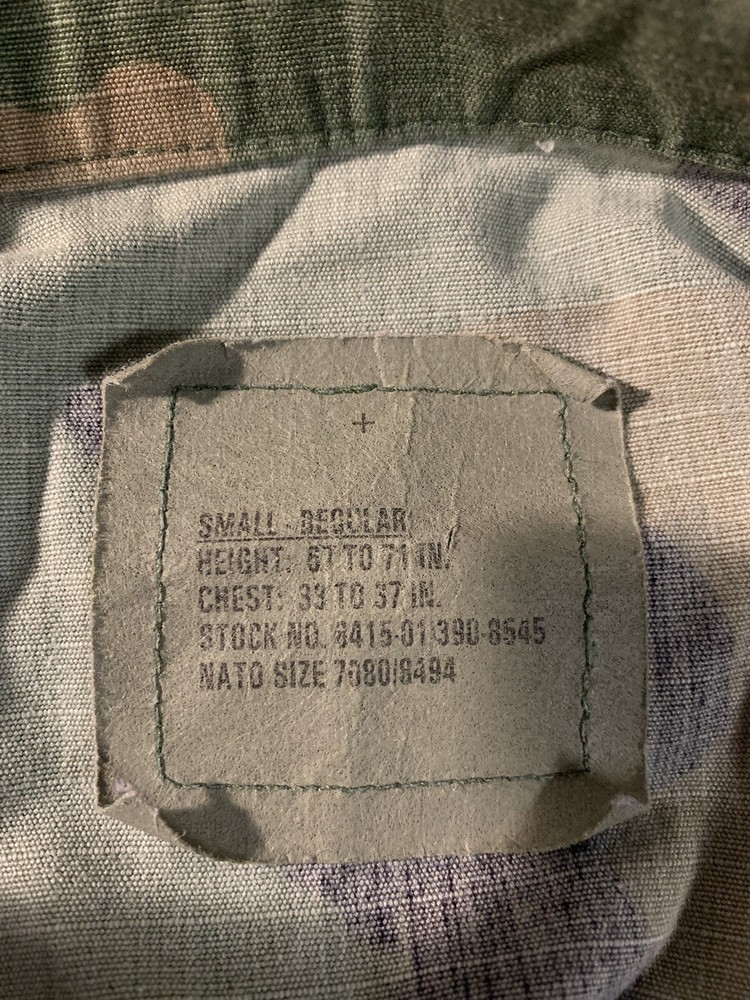 +
SMALL - REGULAR
HEIGHT: 67 TO 71 IN.
CHEST: 33 TO 37 IN.
STOCK NO. 8415-01-390-8545
NATO SIZE 7080/8494